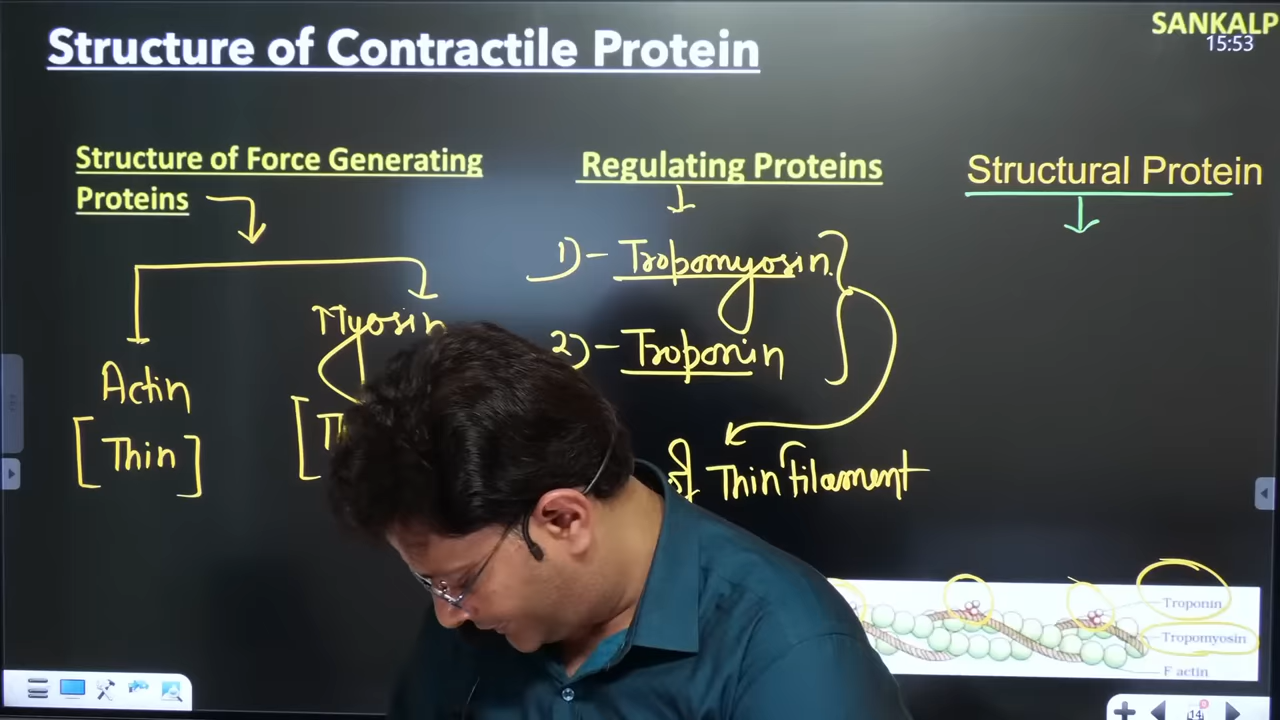 SANKALP
15:53
Structure of Contractile Protein
Structure of Force Generating
Proteins
Actin
[Thin]
Myosin
Regulating Proteins
1)- Tropomyosin
2)- Troponin
Thin filament
Structural Protein
Troponin
Tropomyosin
F actin
14